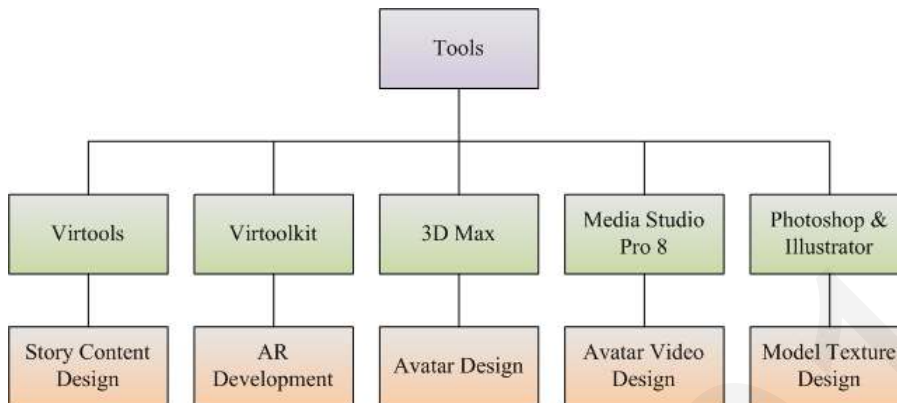 Tools
Virtools
Virtoolkit
3D Max
Media Studio
Pro 8
Photoshop &
Illustrator
Story Content
Design
AR
Development
Avatar Design
Avatar Video
Design
Model Texture
Design